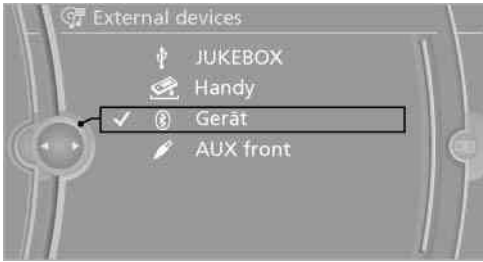 External devices
JUKEBOX
Handy
Gerät
AUX front